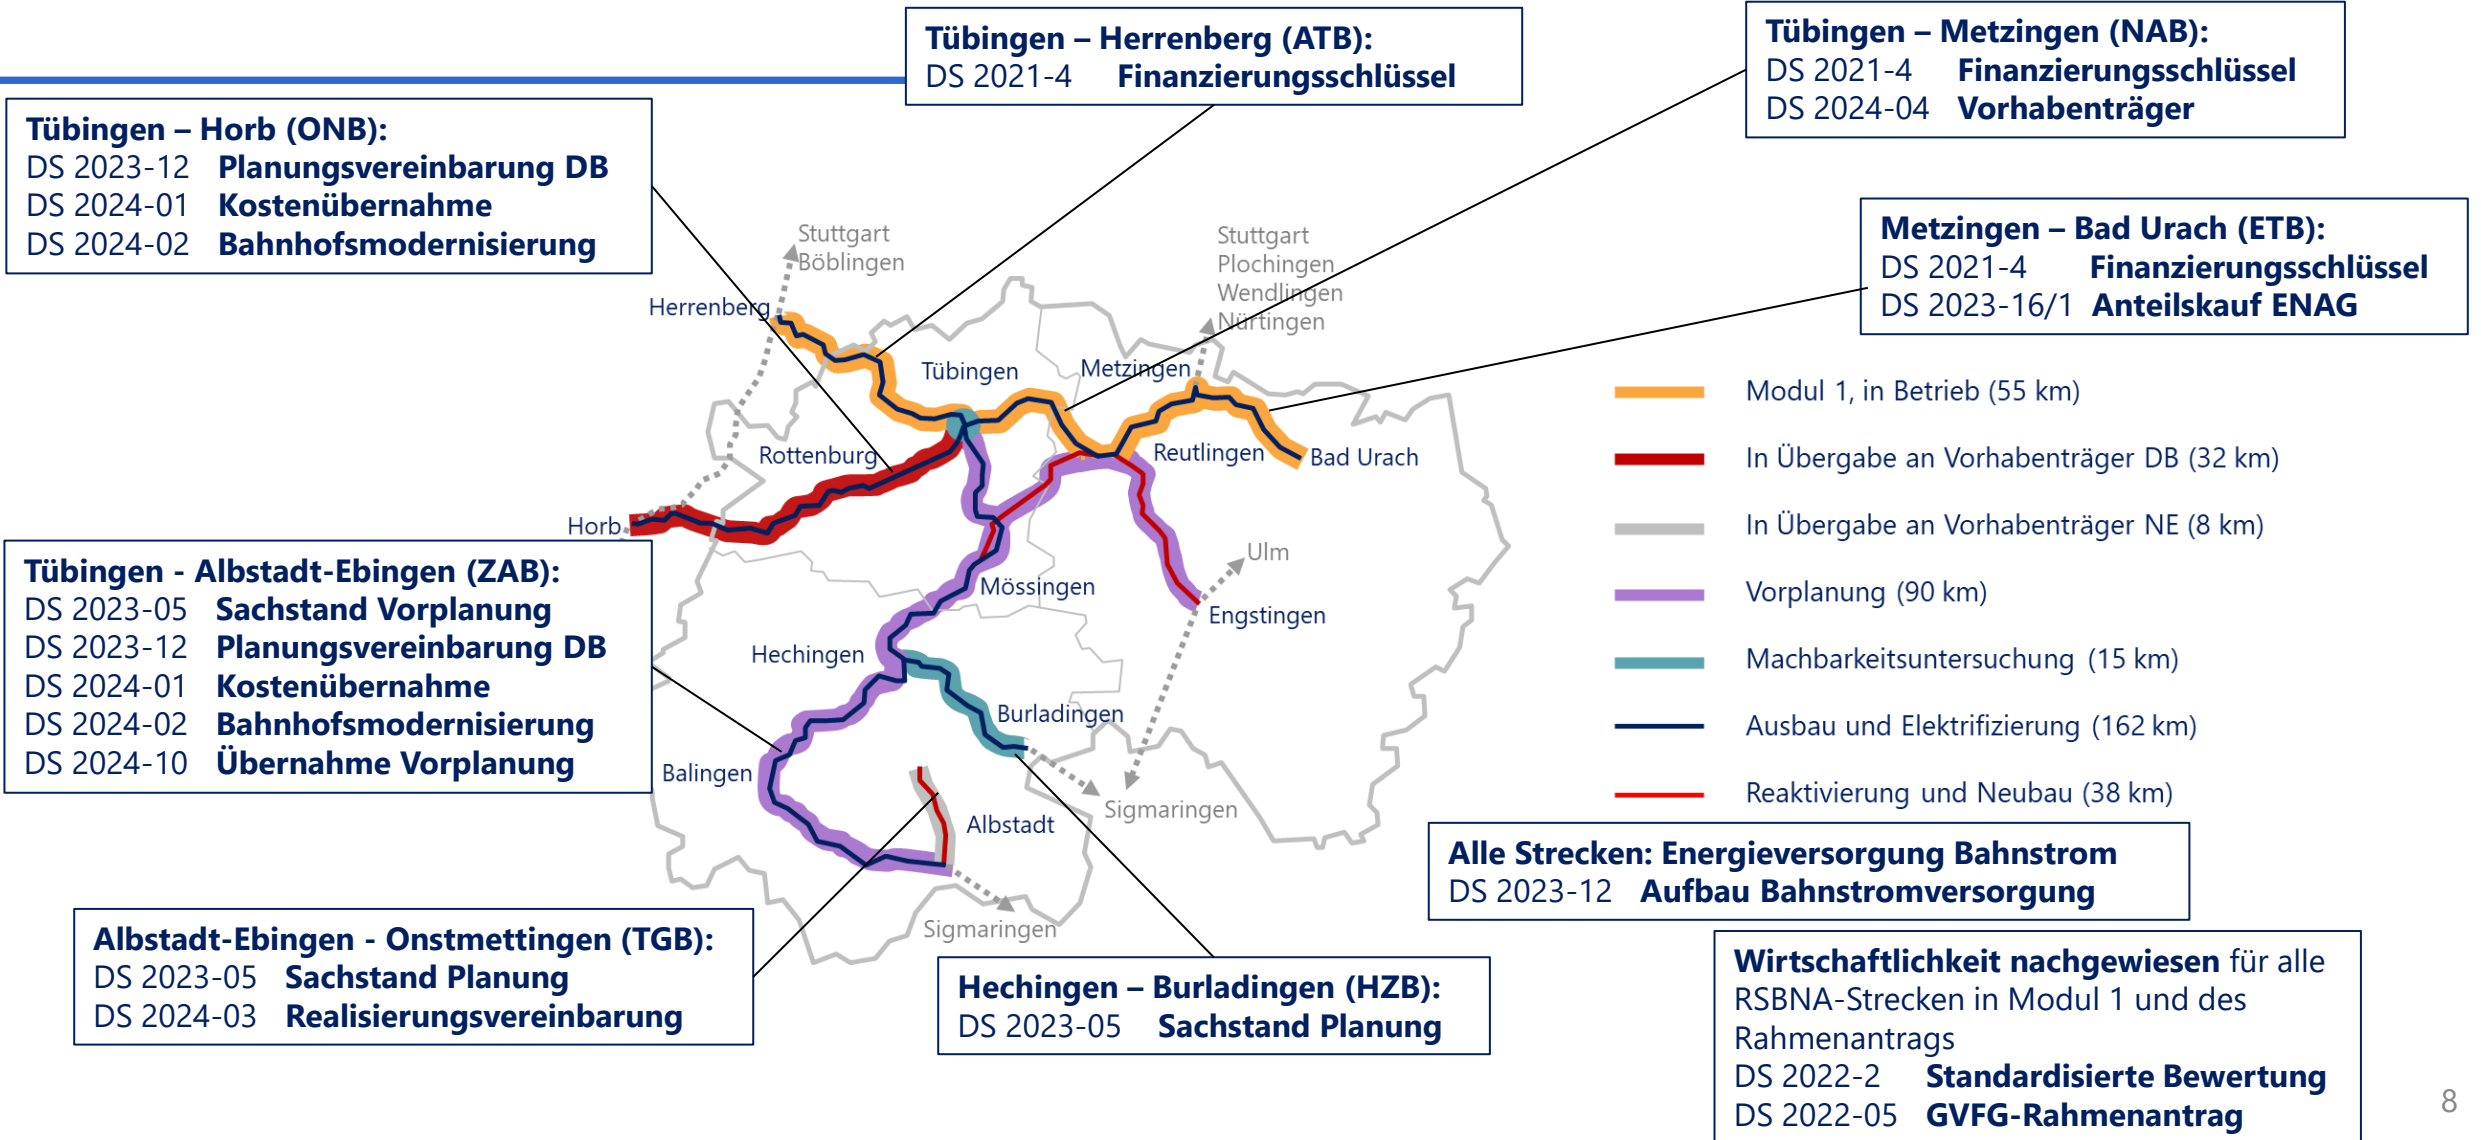 Tübingen – Herrenberg (ATB):
DS 2021-4 Finanzierungsschlüssel
Tübingen – Metzingen (NAB):
DS 2021-4 Finanzierungsschlüssel
DS 2024-04 Vorhabenträger
Tübingen – Horb (ONB):
DS 2023-12 Planungsvereinbarung DB
DS 2024-01 Kostenübernahme
DS 2024-02 Bahnhofsmodernisierung
Metzingen – Bad Urach (ETB):
DS 2021-4 Finanzierungsschlüssel
DS 2023-16/1 Anteilskauf ENAG
Stuttgart
Böblingen
Stuttgart
Plochingen
Wendlingen
Nürtingen
Herrenberg
Tübingen
Metzingen
Rottenburg
Reutlingen
Bad Urach
Horb
Ulm
Mössingen
Engstingen
Hechingen
Burladingen
Balingen
Albstadt
Sigmaringen
Sigmaringen
Modul 1, in Betrieb (55 km)
In Übergabe an Vorhabenträger DB (32 km)
In Übergabe an Vorhabenträger NE (8 km)
Vorplanung (90 km)
Machbarkeitsuntersuchung (15 km)
Ausbau und Elektrifizierung (162 km)
Reaktivierung und Neubau (38 km)
Tübingen - Albstadt-Ebingen (ZAB):
DS 2023-05 Sachstand Vorplanung
DS 2023-12 Planungsvereinbarung DB
DS 2024-01 Kostenübernahme
DS 2024-02 Bahnhofsmodernisierung
DS 2024-10 Übernahme Vorplanung
Alle Strecken: Energieversorgung Bahnstrom
DS 2023-12 Aufbau Bahnstromversorgung
Albstadt-Ebingen - Onstmettingen (TGB):
DS 2023-05 Sachstand Planung
DS 2024-03 Realisierungsvereinbarung
Hechingen – Burladingen (HZB):
DS 2023-05 Sachstand Planung
Wirtschaftlichkeit nachgewiesen für alle
RSBNA-Strecken in Modul 1 und des
Rahmenantrags
DS 2022-2 Standardisierte Bewertung
DS 2022-05 GVFG-Rahmenantrag
8